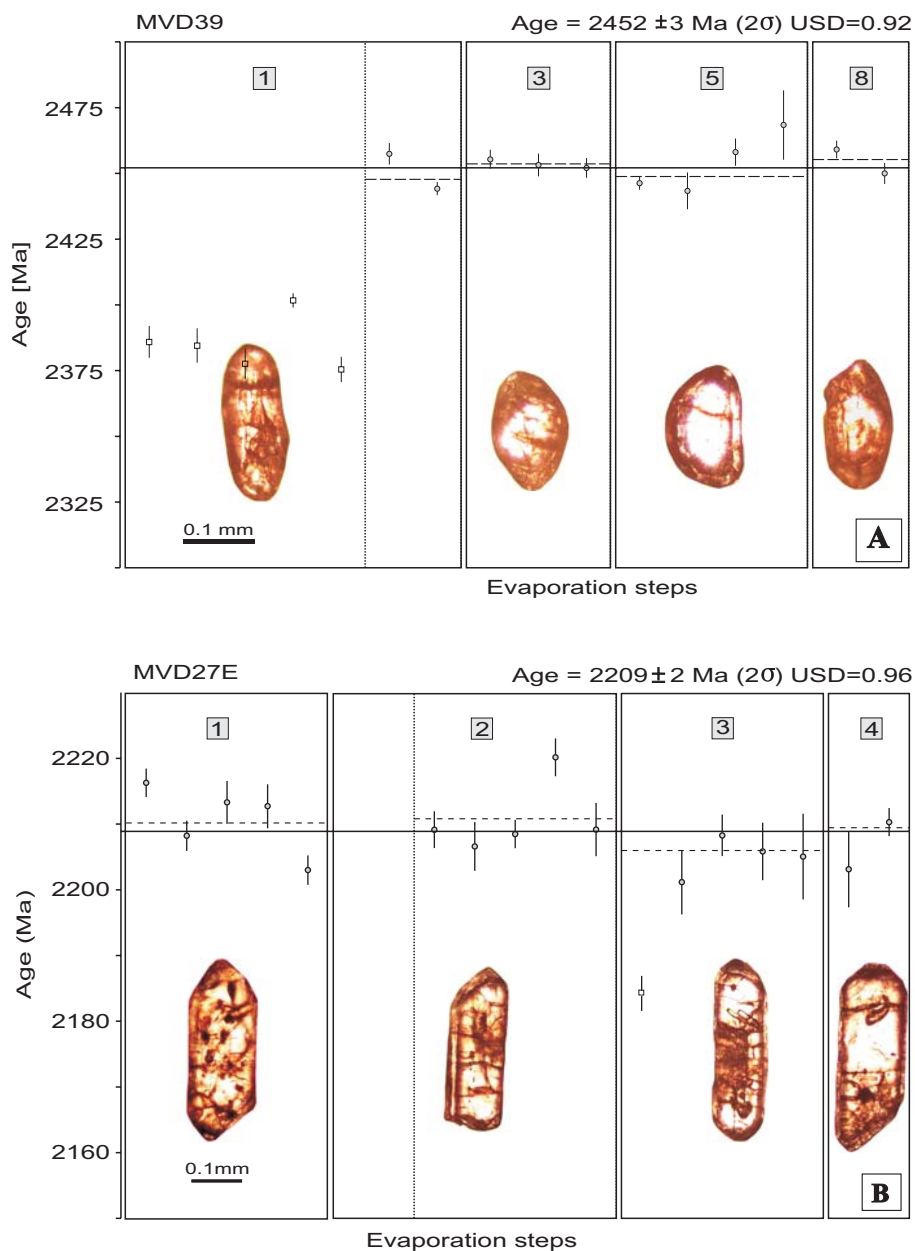 MVD39 Age = 2452 ±3 Ma (2σ) USD=0.92
1 3 5 8
2475
2425
Age [Ma]
2375
2325
0.1 mm
A
Evaporation steps
MVD27E Age = 2209±2 Ma (2σ) USD=0.96
1 2 3 4
2220
2200
Age (Ma)
2180
2160
0.1mm
B
Evaporation steps